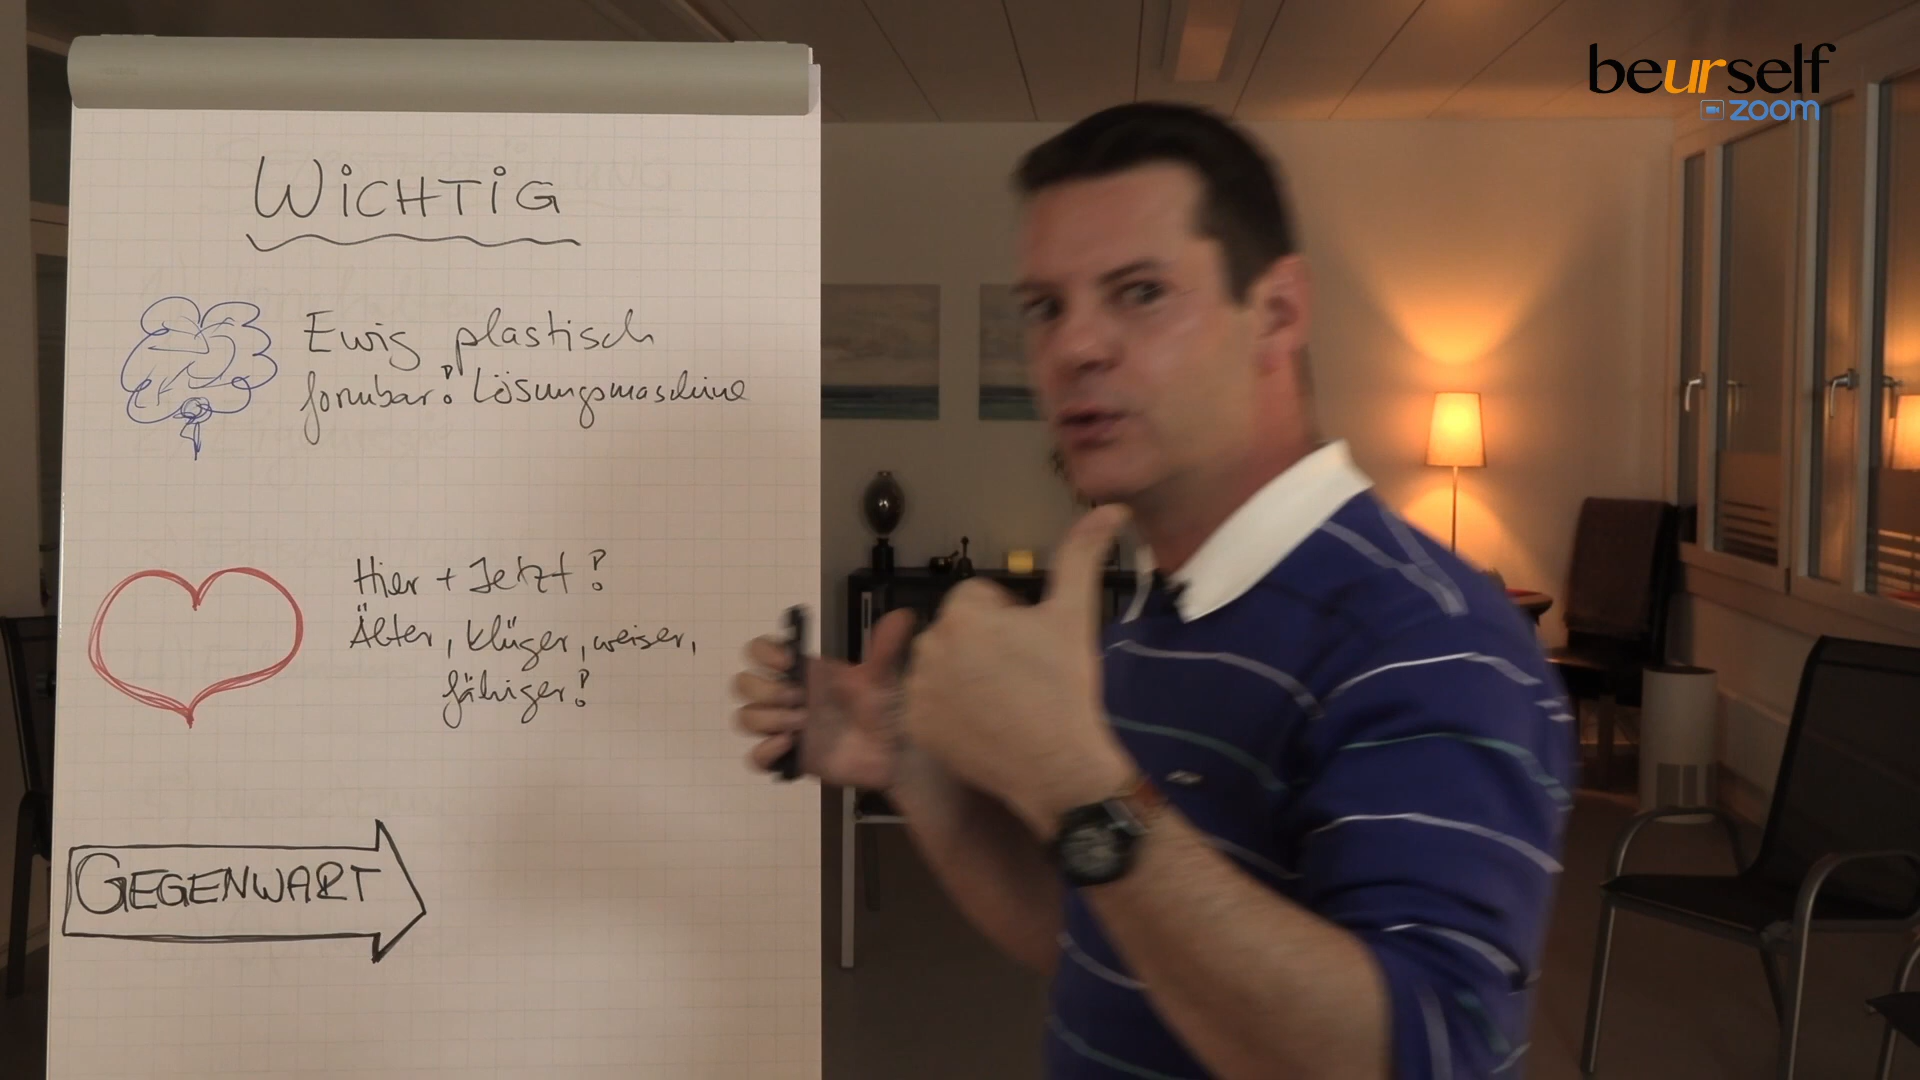 beurself
zoom
WiCHTiG
Ewig plastisch
formbar! Lösungsmaschine
Hier + Jetzt!
Älter, klüger, weiser,
fähiger!
GEGENWART